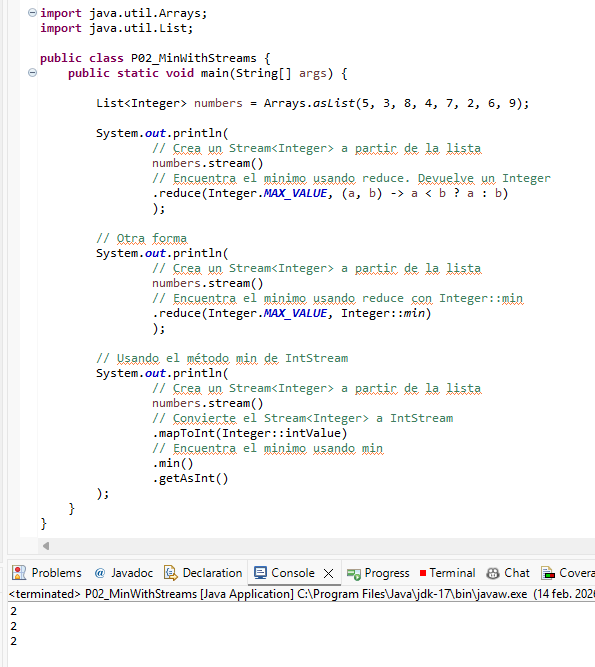 import java.util.Arrays;
import java.util.List;
public class P02_MinWithStreams {
public static void main(String[] args) {
List<Integer> numbers = Arrays.asList(5, 3, 8, 4, 7, 2, 6, 9);
System.out.println(
// Crea un Stream<Integer> a partir de la lista
numbers.stream()
// Encuentra el minimo usando reduce. Devuelve un Integer
.reduce(Integer.MAX_VALUE, (a, b) -> a < b ? a : b)
);
// Otra forma
System.out.println(
// Crea un Stream<Integer> a partir de la lista
numbers.stream()
// Encuentra el minimo usando reduce con Integer::min
.reduce(Integer.MAX_VALUE, Integer::min)
);
// Usando el método min de IntStream
System.out.println(
// Crea un Stream<Integer> a partir de la lista
numbers.stream()
// Convierte el Stream<Integer> a IntStream
.mapToInt(Integer::intValue)
// Encuentra el minimo usando min
.min()
.getAsInt()
);
}
}
Problems @ Javadoc Declaration Console Progress Terminal Chat Covera
<terminated> P02_MinWithStreams [Java Application] C:\Program Files\Java\jdk-17\bin\javaw.exe (14 feb. 2026
2
2
2